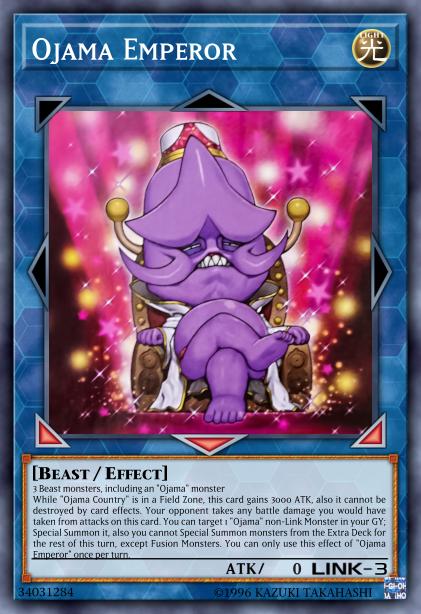 Ojama Emperor
LIGHT
光
[Beast / Effect]
3 Beast monsters, including an "Ojama" monster
While "Ojama Country" is in a Field Zone, this card gains 3000 ATK, also it cannot be
destroyed by card effects. Your opponent takes any battle damage you would have
taken from attacks on this card. You can target 1 "Ojama" non-Link Monster in your GY;
Special Summon it, also you cannot Special Summon monsters from the Extra Deck for
the rest of this turn, except Fusion Monsters. You can only use this effect of "Ojama
Emperor" once per turn.
ATK/ 0 LINK-3
34031284 ©1996 KAZUKI TAKAHASHI